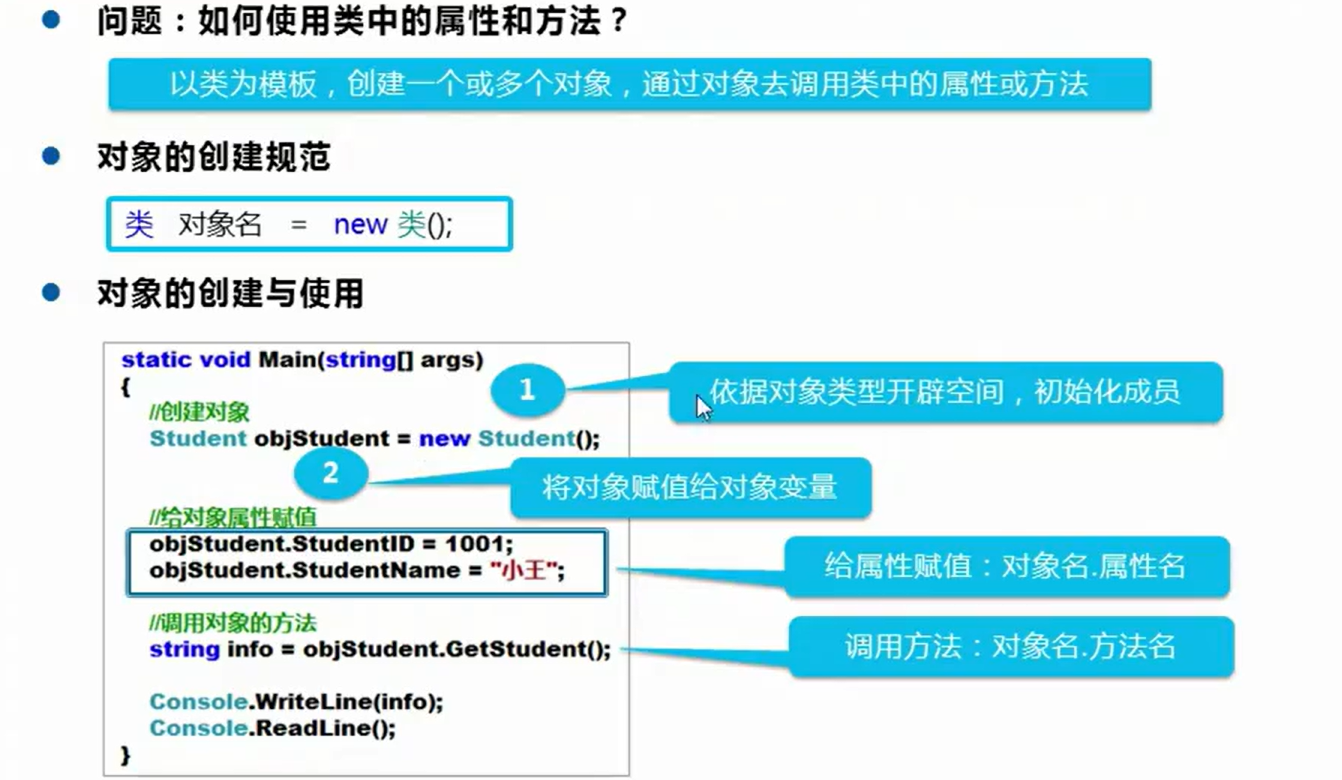 问题：如何使用类中的属性和方法？
以类为模板，创建一个或多个对象，通过对象去调用类中的属性或方法
对象的创建规范
类 对象名 = new 类();
对象的创建与使用
static void Main(string[] args)
{
1
依据对象类型开辟空间，初始化成员
//创建对象
Student objStudent = new Student();
2
将对象赋值给对象变量
//给对象属性赋值
objStudent.StudentID = 1001;
objStudent.StudentName = "小王";
给属性赋值：对象名.属性名
//调用对象的方法
string info = objStudent.GetStudent();
调用方法：对象名.方法名
Console.WriteLine(info);
Console.ReadLine();
}